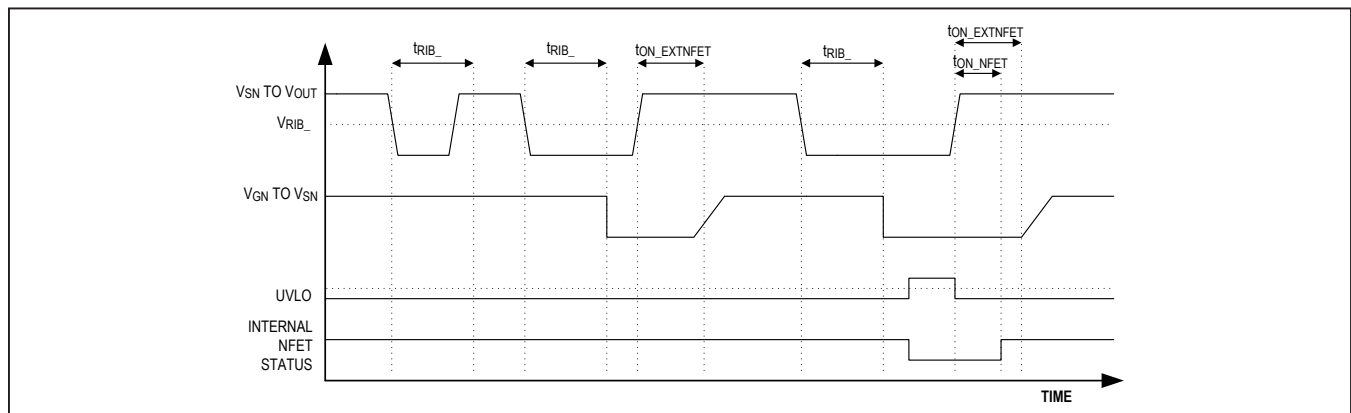 tRIB_
tRIB_
tON_EXTNFET
tRIB_
tON_EXTNFET
tON_NFET
VSN TO VOUT
VRIB_
VGN TO VSN
UVLO
INTERNAL
NFET
STATUS
TIME